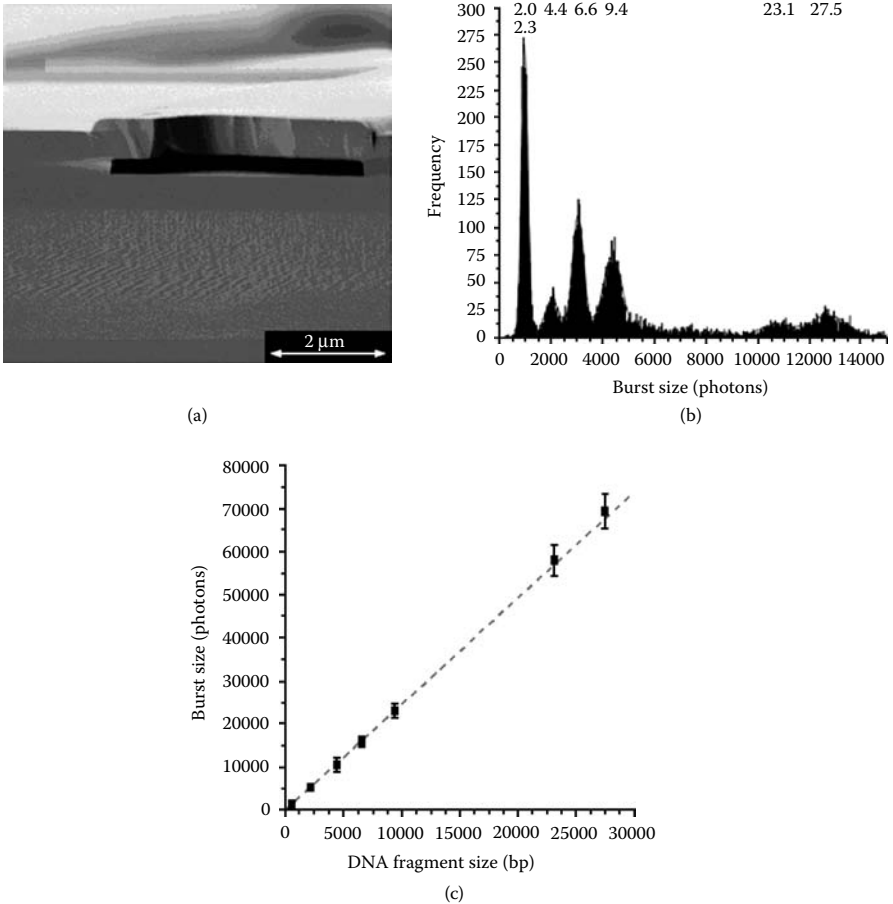 2 μm
(a)
2.0 4.4 6.6 9.4 23.1 27.5
2.3
300
275
250
225
200
175
150
125
100
75
50
25
0
Frequency
0 2000 4000 6000 8000 10000 12000 14000
Burst size (photons)
(b)
80000
70000
60000
50000
40000
30000
20000
10000
0
Burst size (photons)
0 5000 10000 15000 20000 25000 30000
DNA fragment size (bp)
(c)